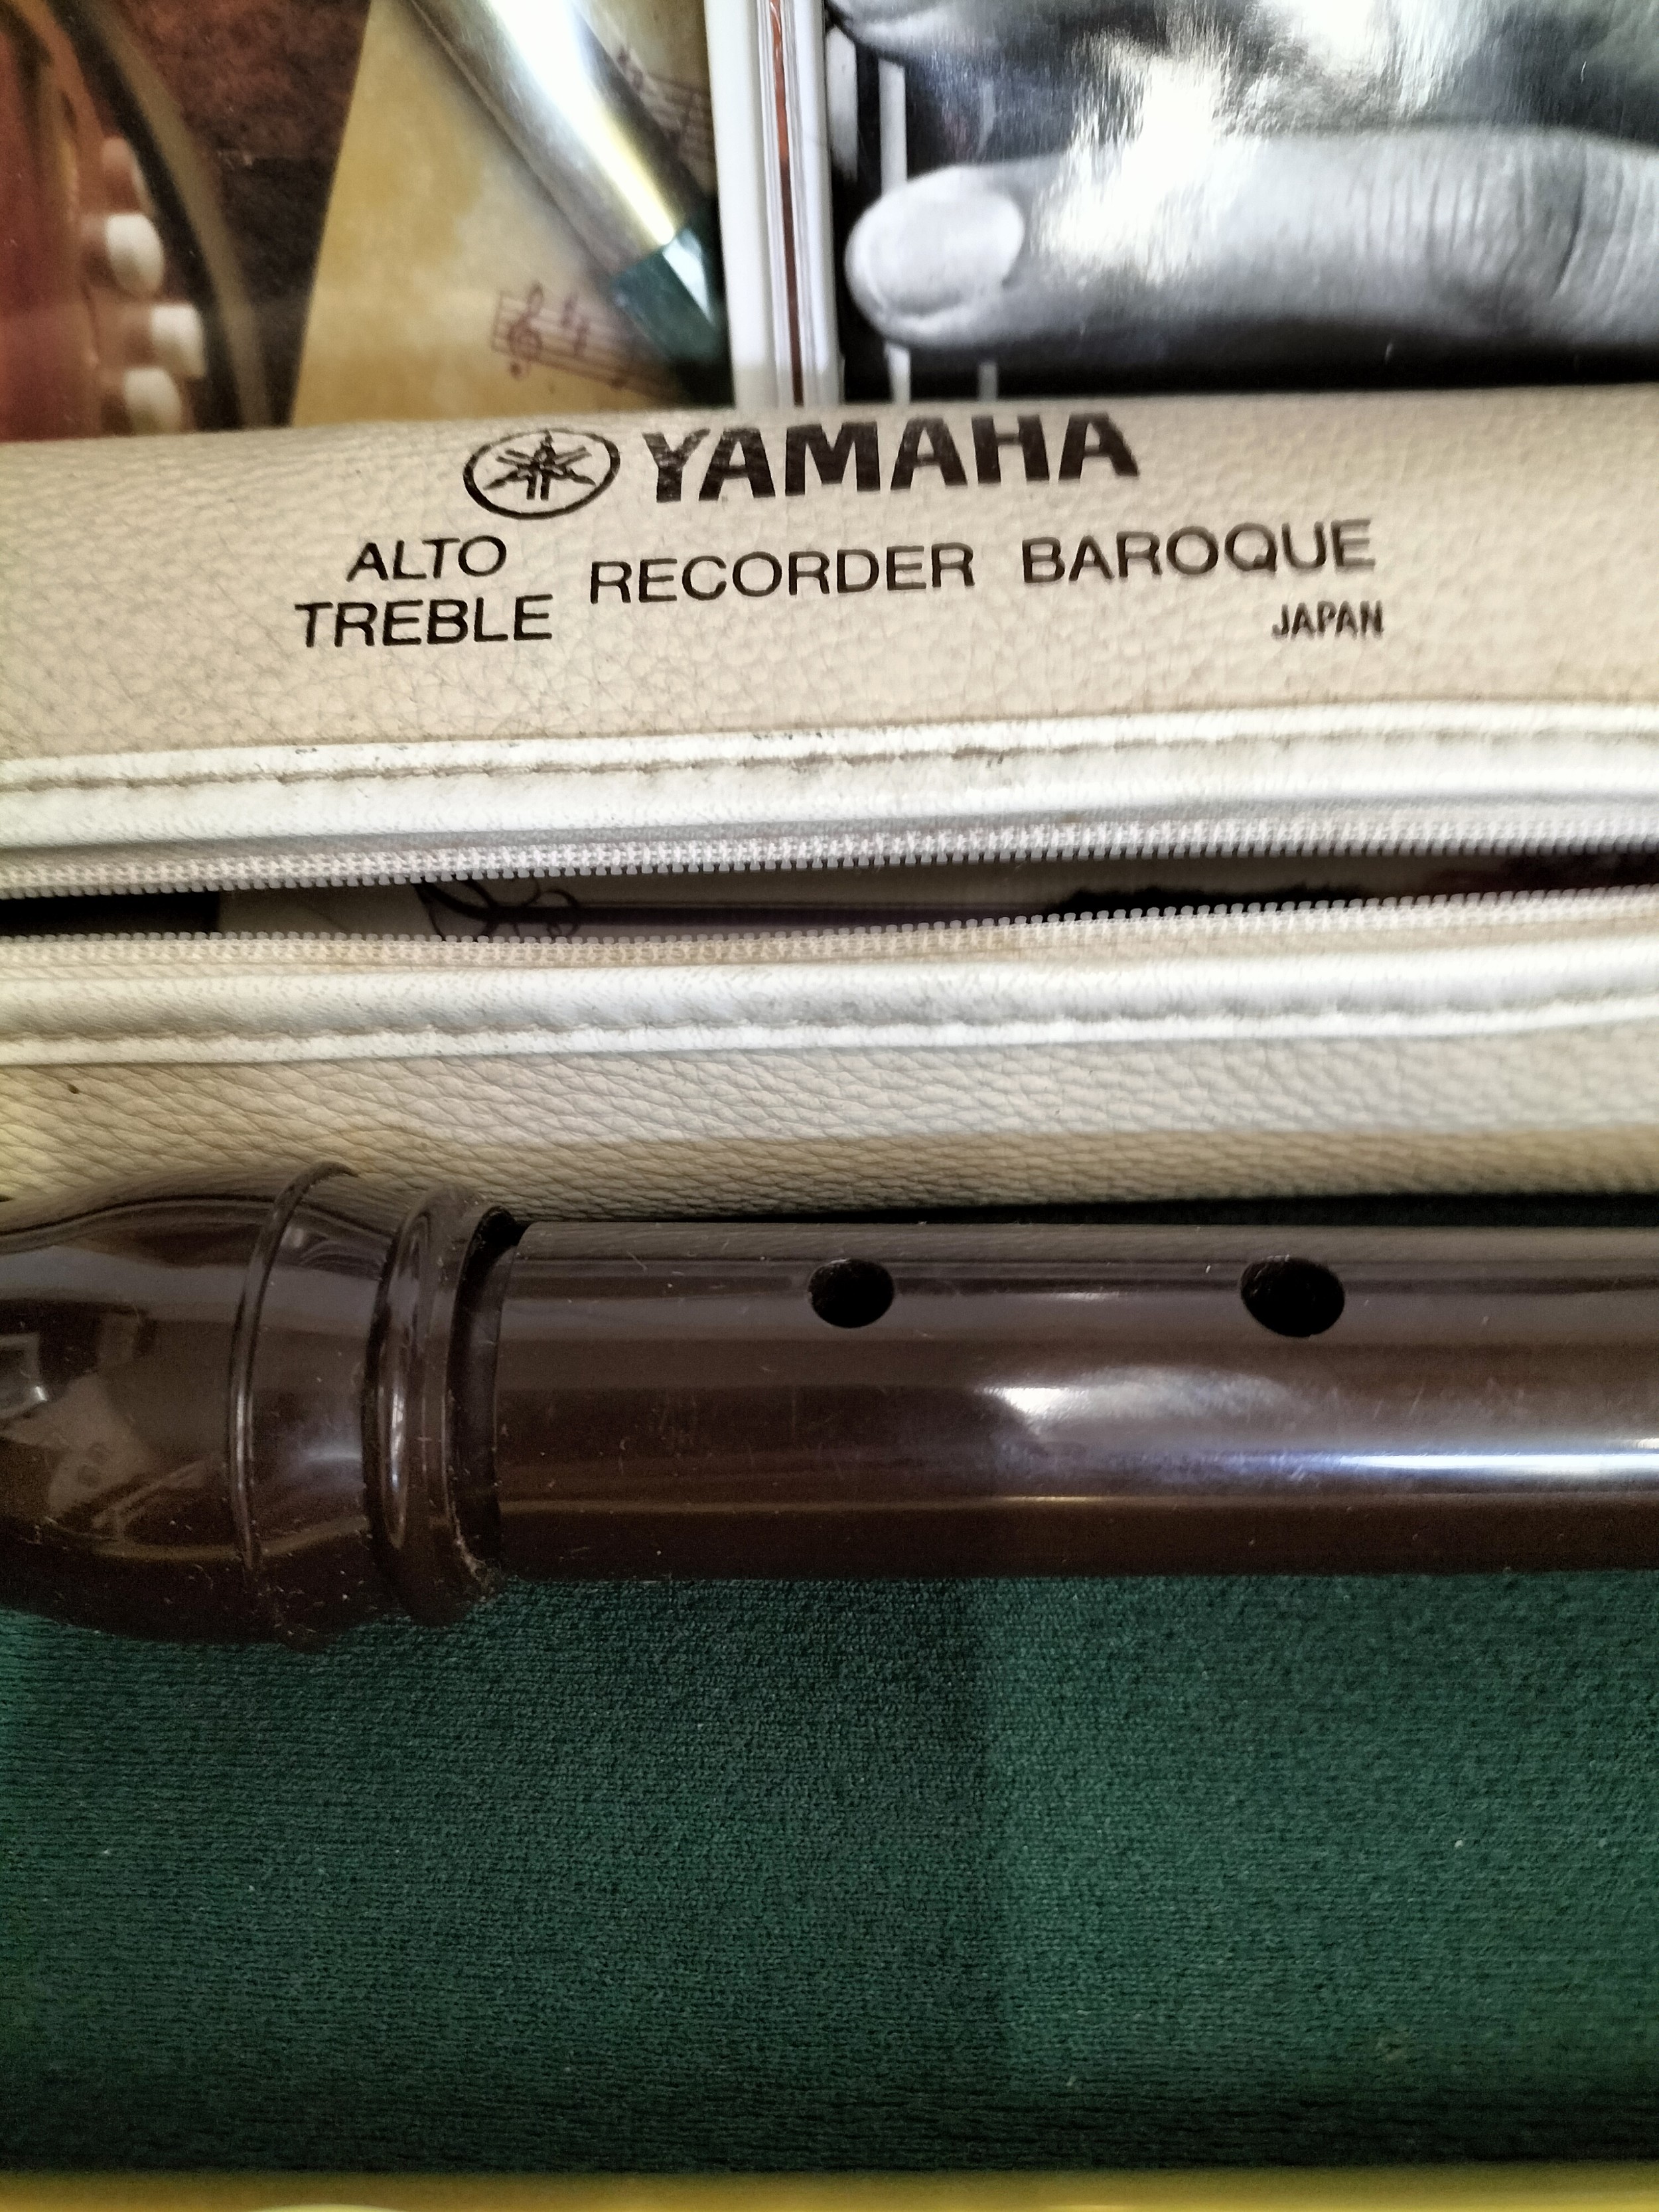 YAMAHA
ALTO
TREBLE
RECORDER BAROQUE
JAPAN